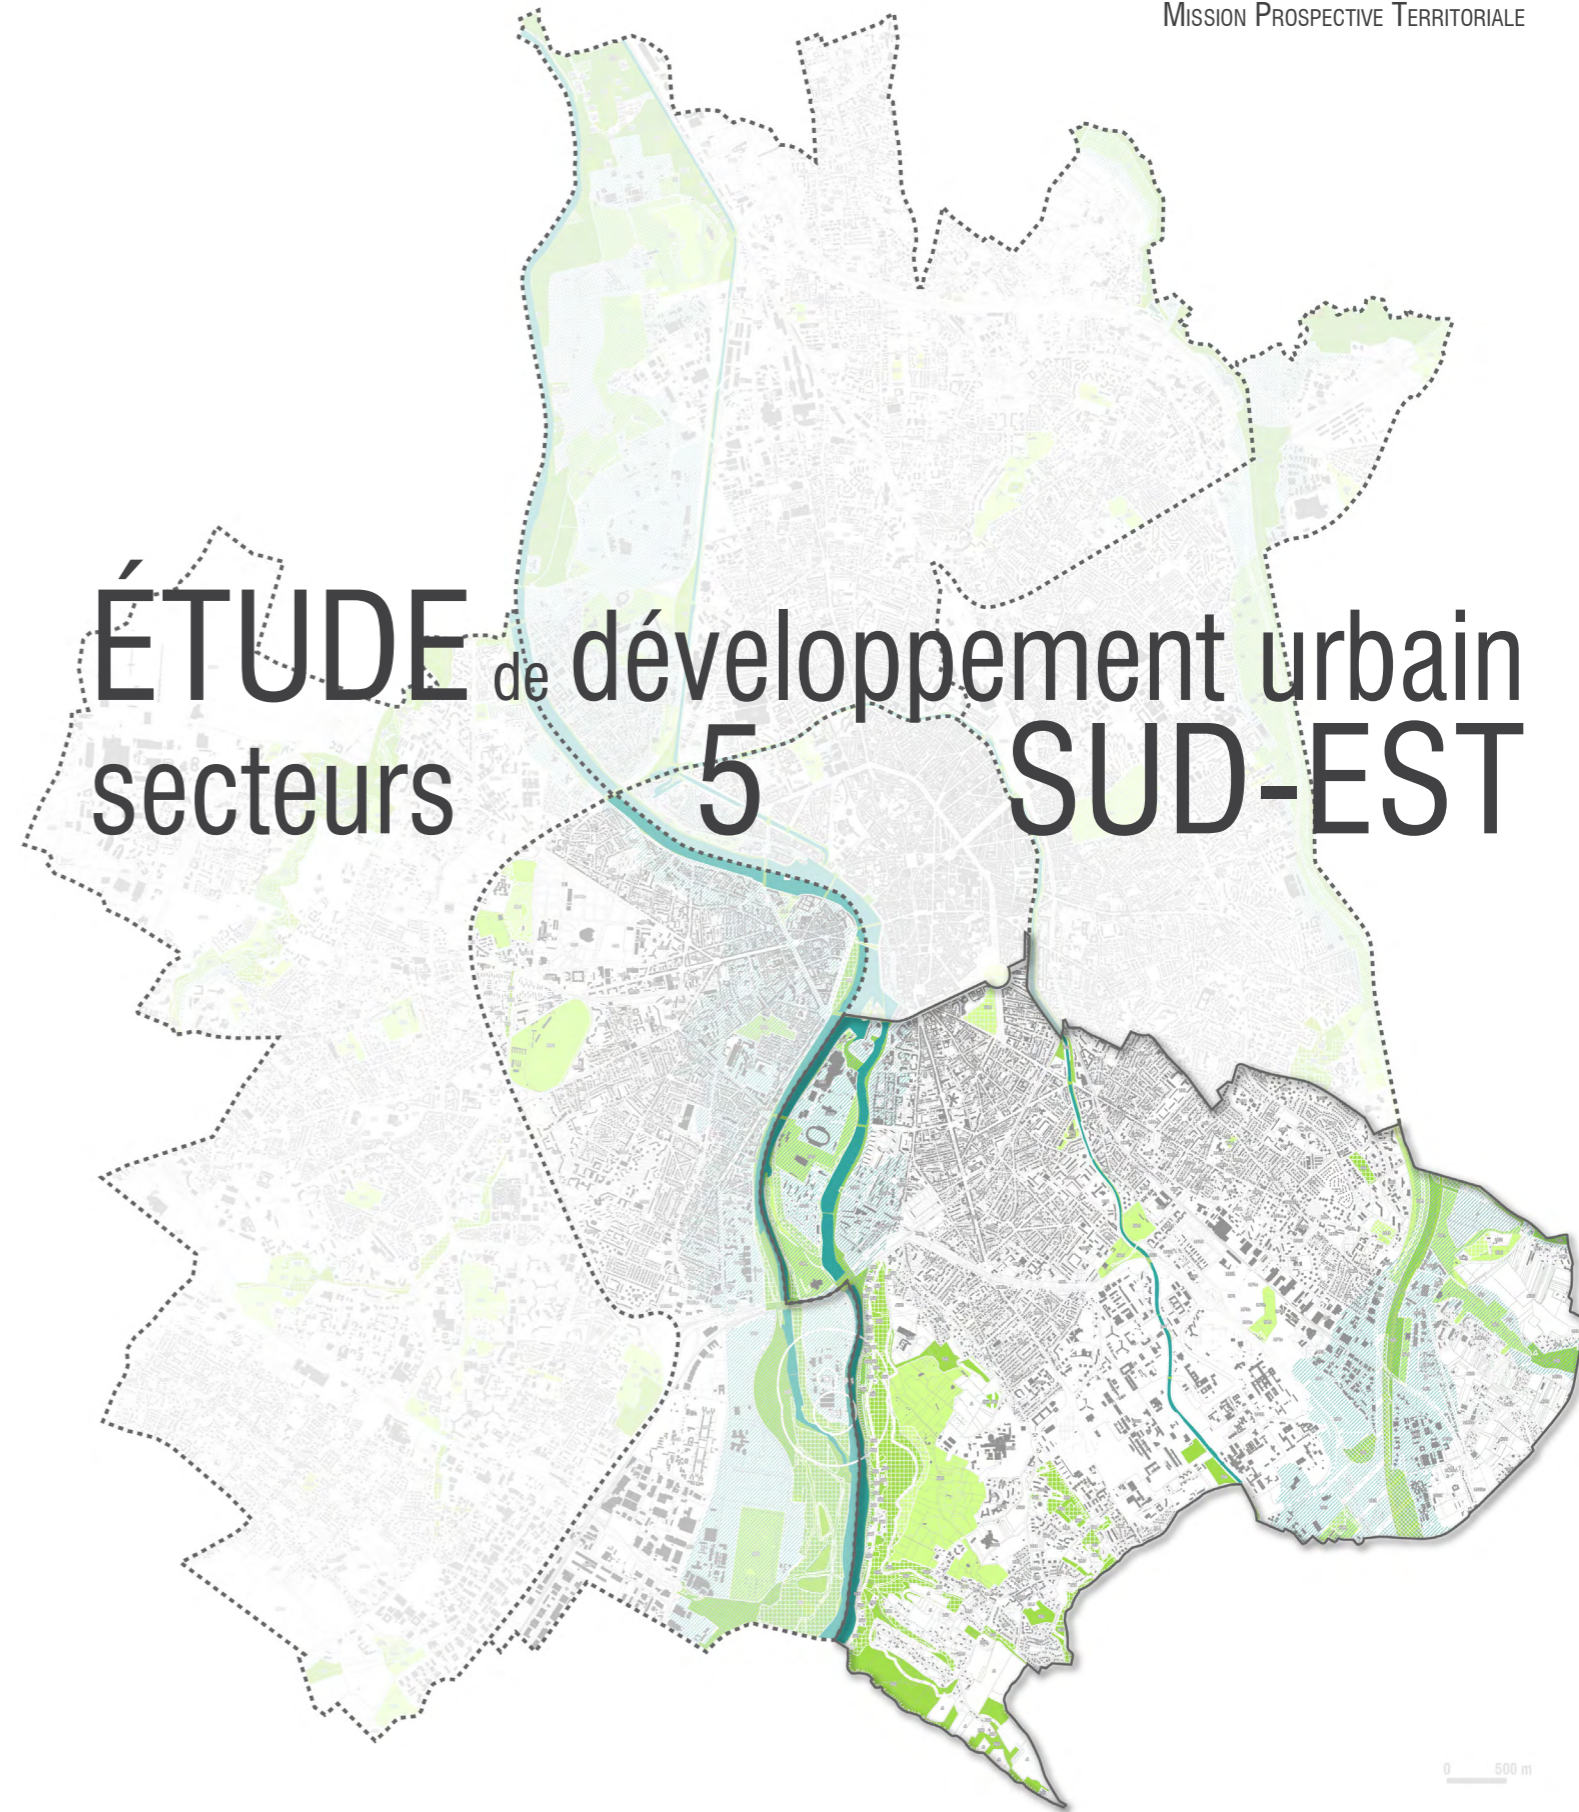 MISSION PROSPECTIVE TERRITORIALE
ÉTUDE de développement urbain
secteurs 5 SUD-EST
0 500 m